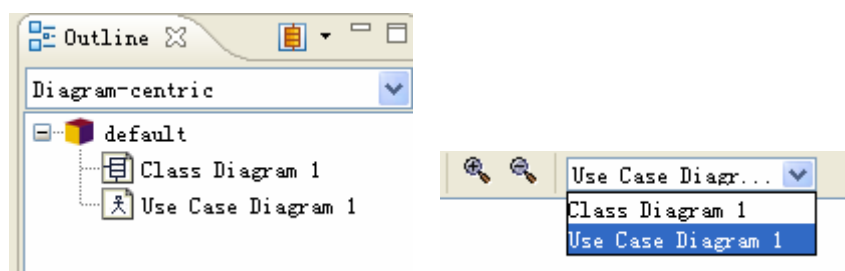 Outline
Diagram-centric
default
Class Diagram 1
Use Case Diagram 1
Use Case Diagr...
Class Diagram 1
Use Case Diagram 1